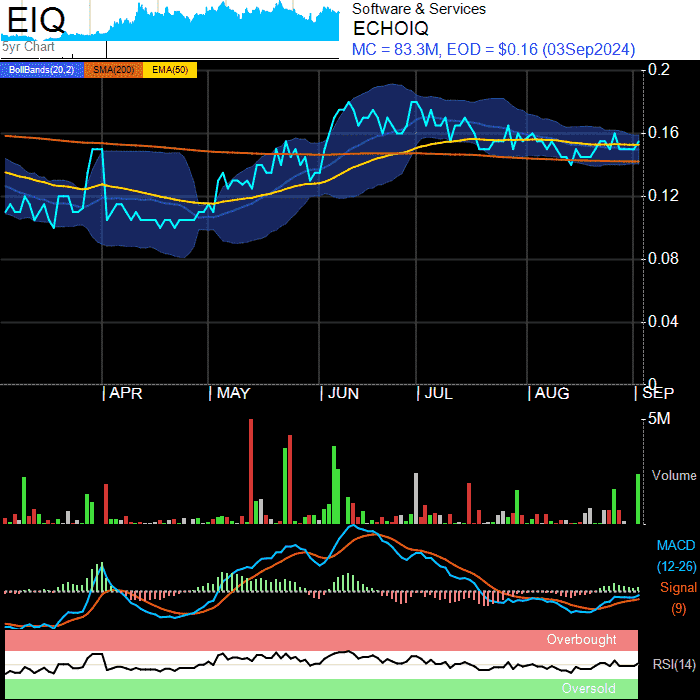 EIQ
5yr Chart
Software & Services
ECHOIQ
MC = 83.3M, EOD = $0.16 (03Sep2024)
BollBands(20,2) SMA(200) EMA(50)
0.2
0.16
0.12
0.08
0.04
0
APR MAY JUN JUL AUG SEP
5M
Volume
MACD
(12-26)
Signal
(9)
Overbought
RSI(14)
Oversold